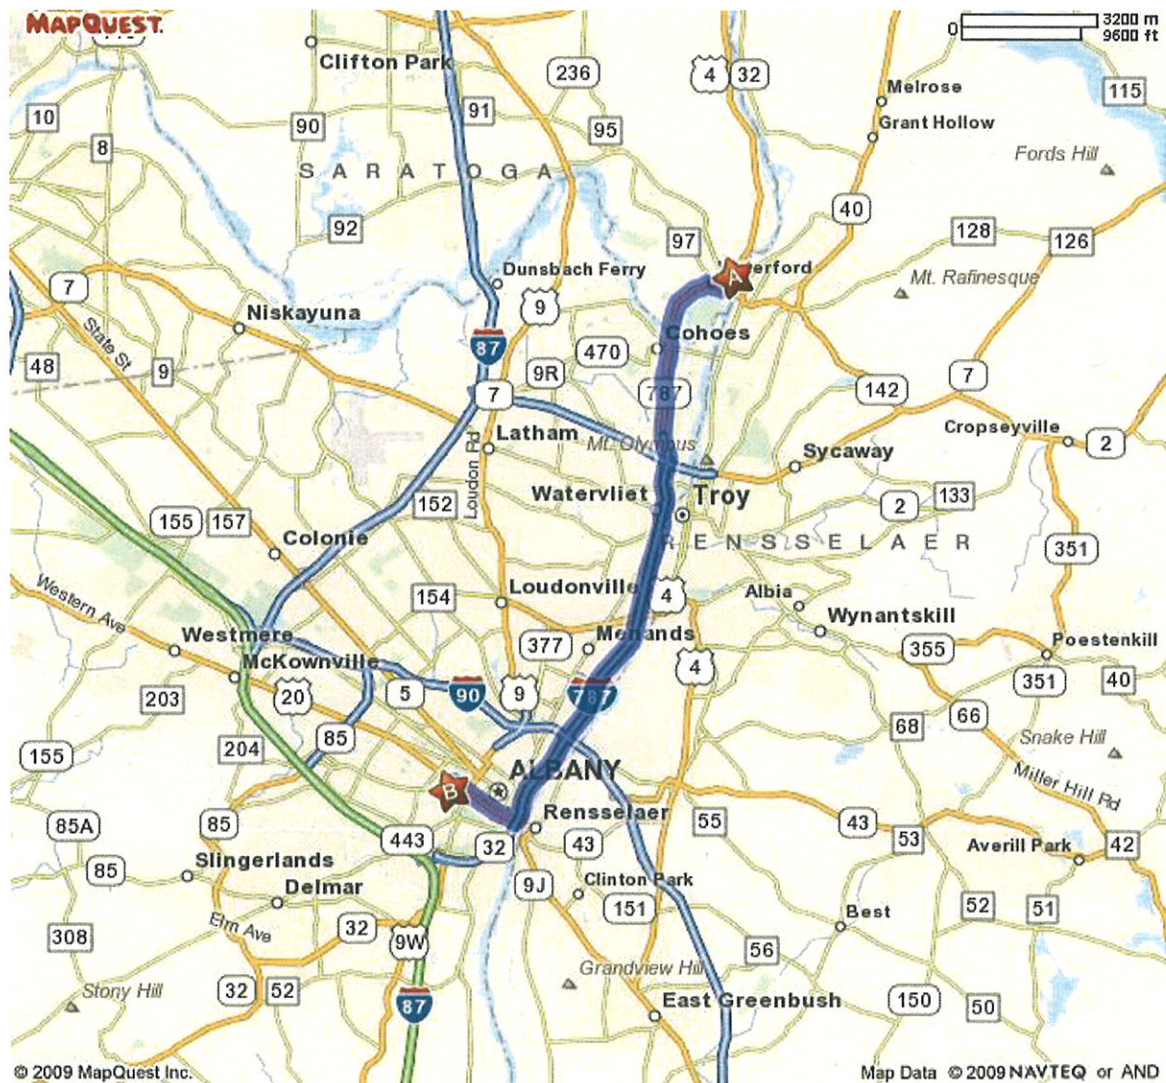 MAPQUEST.
0
3200 m
9600 ft
Clifton Park
236
4
32
Melrose
115
10
91
Grant Hollow
90
95
8
Fords Hill
SARATOGA
40
92
97
128
126
Dunsbach Ferry
erford
A
Mt. Rafinesque
7
9
Niskayuna
State St
Cohoes
87
470
48
9
9R
7
7
787
142
Latham
Mt. Olympus
Cropseyville
2
Sycaway
Loudon Rd
Watervliet
Troy
133
152
2
155
157
Colonie
RENSSELAER
351
Western Ave
154
Loudonville
4
Albia
Wynantskill
Westmere
377
Menands
355
Poestenkill
McKownville
4
351
40
203
20
5
90
9
787
66
68
85
204
Snake Hill
155
B
ALBANY
Miller Hill Rd
85A
85
443
32
Rensselaer
55
43
53
43
Averill Park
42
85
Slingerlands
9J
Clinton Park
Delmar
151
Best
52
51
Elm Ave
32
308
9W
56
Grandview Hill
Stony Hill
32
52
87
East Greenbush
150
50
© 2009 MapQuest Inc.
Map Data © 2009 NAVTEQ or AND